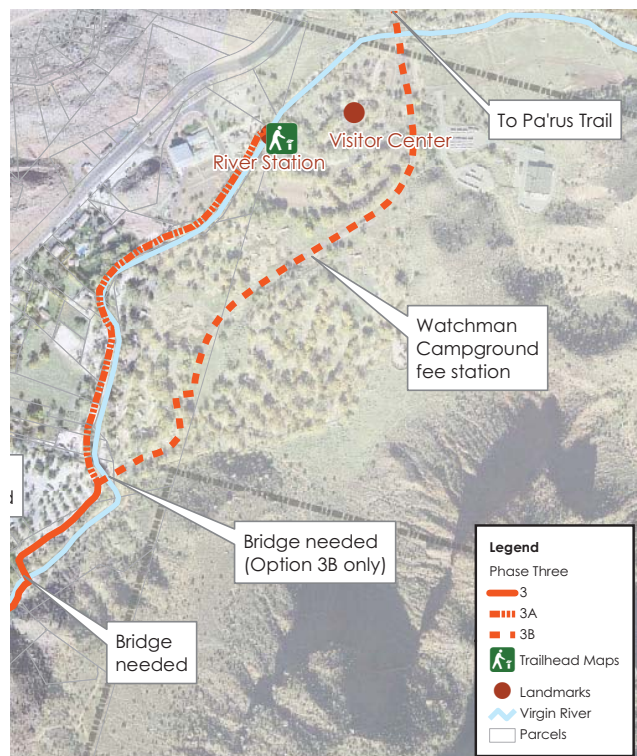 To Pa'rus Trail
Visitor Center
River Station
Watchman
Campground
fee station
Bridge needed
(Option 3B only)
Bridge
needed
Legend
Phase Three
3
3A
3B
Trailhead Maps
Landmarks
Virgin River
Parcels